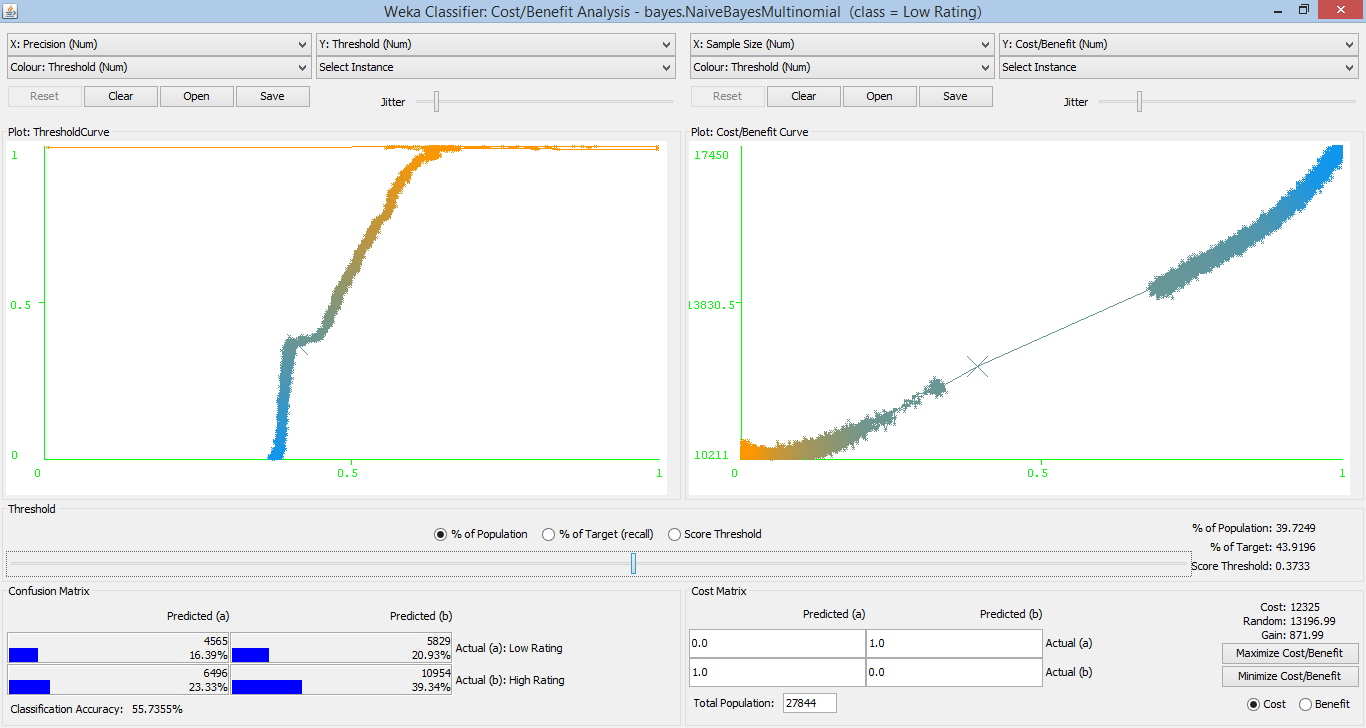 Weka Classifier: Cost/Benefit Analysis - bayes.NaiveBayesMultinomial (class = Low Rating)
X: Precision (Num)
Y: Threshold (Num)
X: Sample Size (Num)
Y: Cost/Benefit (Num)
Colour: Threshold (Num)
Select Instance
Colour: Threshold (Num)
Select Instance
Reset
Clear
Open
Save
Jitter
Reset
Clear
Open
Save
Jitter
Plot: ThresholdCurve
1
0.5
0
0
0.5
1
Plot: Cost/Benefit Curve
17450
13830.5
10211
0
0.5
1
Threshold
% of Population
% of Target (recall)
Score Threshold
% of Population: 39.7249
% of Target: 43.9196
Score Threshold: 0.3733
Confusion Matrix
Predicted (a)
Predicted (b)
4565
16.39%
5829
20.93%
Actual (a): Low Rating
6496
23.33%
10954
39.34%
Actual (b): High Rating
Classification Accuracy: 55.7355%
Cost Matrix
Predicted (a)
Predicted (b)
0.0
1.0
Actual (a)
1.0
0.0
Actual (b)
Total Population: 27844
Cost: 12325
Random: 13196.99
Gain: 871.99
Maximize Cost/Benefit
Minimize Cost/Benefit
Cost
Benefit